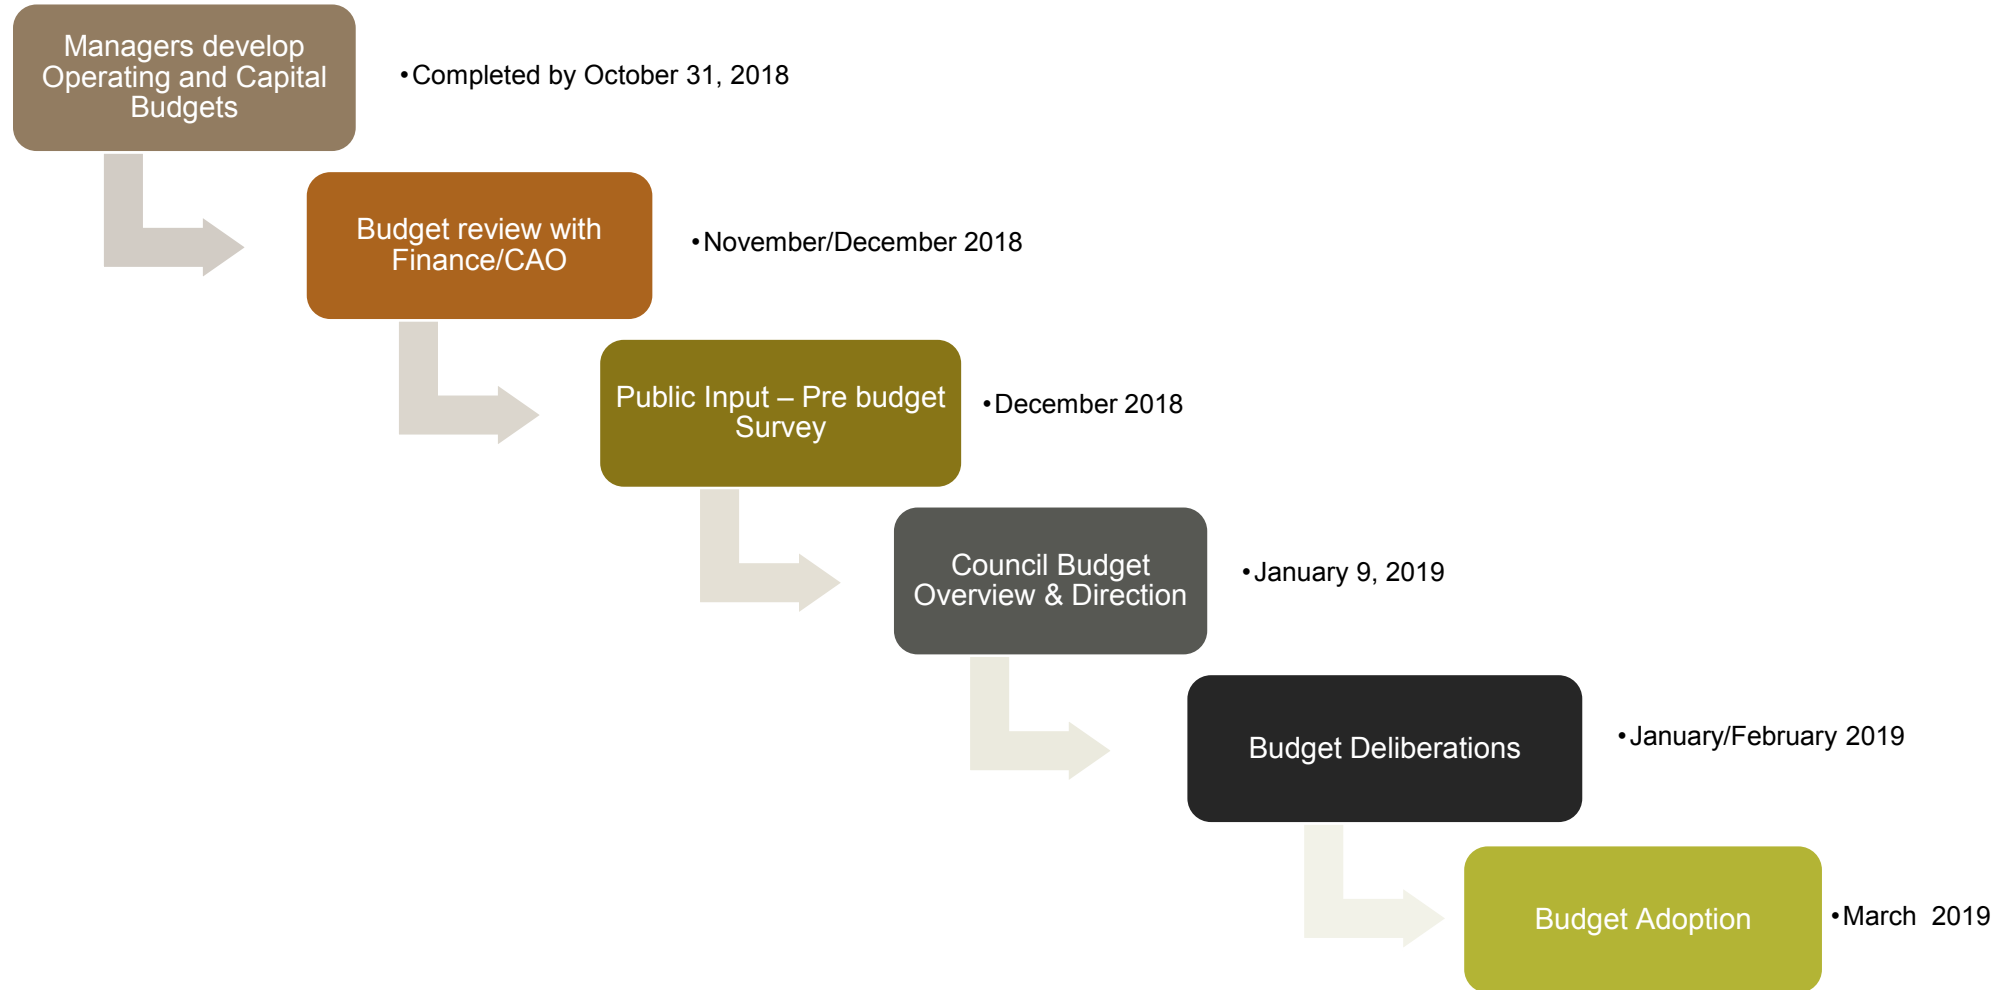 Managers develop
Operating and Capital
Budgets
•Completed by October 31, 2018
Budget review with
Finance/CAO
•November/December 2018
Public Input – Pre budget
Survey
•December 2018
Council Budget
Overview & Direction
•January 9, 2019
Budget Deliberations
•January/February 2019
Budget Adoption
•March  2019